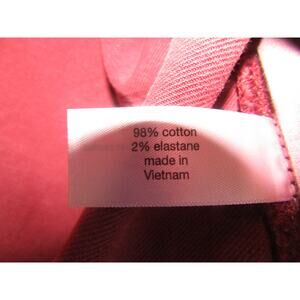 98% cotton
2% elastane
made in
Vietnam